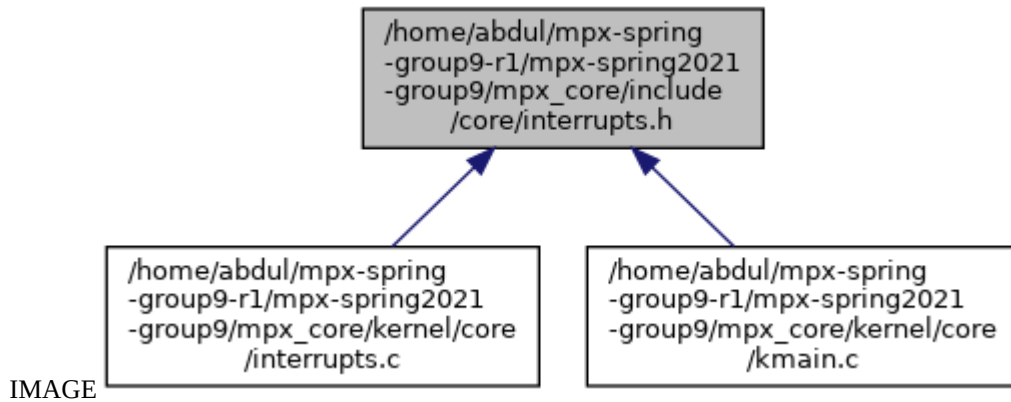 /home/abdul/mpx-spring
-group9-r1/mpx-spring2021
-group9/mpx_core/include
/core/interrupts.h
/home/abdul/mpx-spring
-group9-r1/mpx-spring2021
-group9/mpx_core/kernel/core
/interrupts.c
/home/abdul/mpx-spring
-group9-r1/mpx-spring2021
-group9/mpx_core/kernel/core
/kmain.c
IMAGE